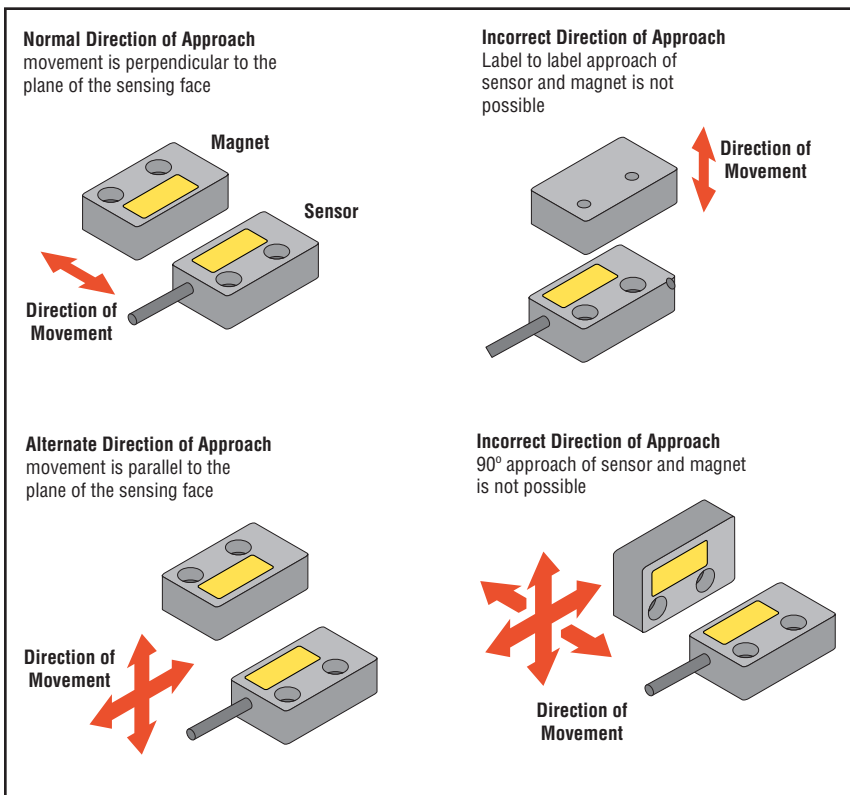 Normal Direction of Approach
movement is perpendicular to the
plane of the sensing face
Magnet
Sensor
Direction of
Movement
Incorrect Direction of Approach
Label to label approach of
sensor and magnet is not
possible
Direction of
Movement
Alternate Direction of Approach
movement is parallel to the
plane of the sensing face
Direction of
Movement
Incorrect Direction of Approach
90º approach of sensor and magnet
is not possible
Direction of
Movement